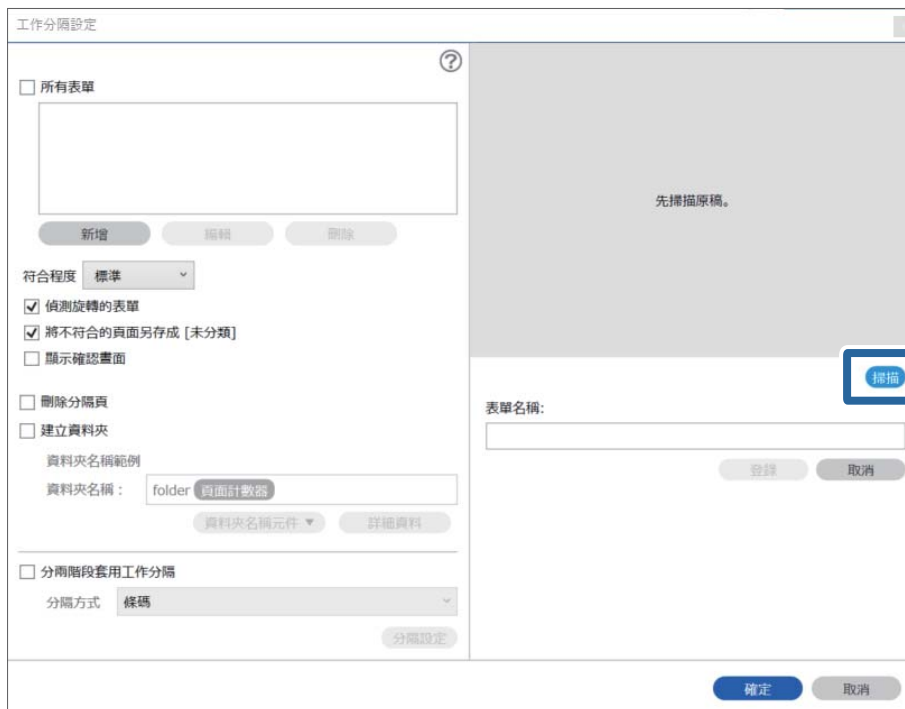 工作分隔設定
所有表單
新增 編輯 刪除
符合程度 標準
偵測旋轉的表單
將不符合的頁面另存成 [未分類]
顯示確認畫面
刪除分隔頁
建立資料夾
資料夾名稱範例
資料夾名稱： folder 頁面計數器
資料夾名稱元件 ▼ 詳細資料
分兩階段套用工作分隔
分隔方式 條碼
分隔設定
先掃描原稿。
掃描
表單名稱:
登錄 取消
確定 取消